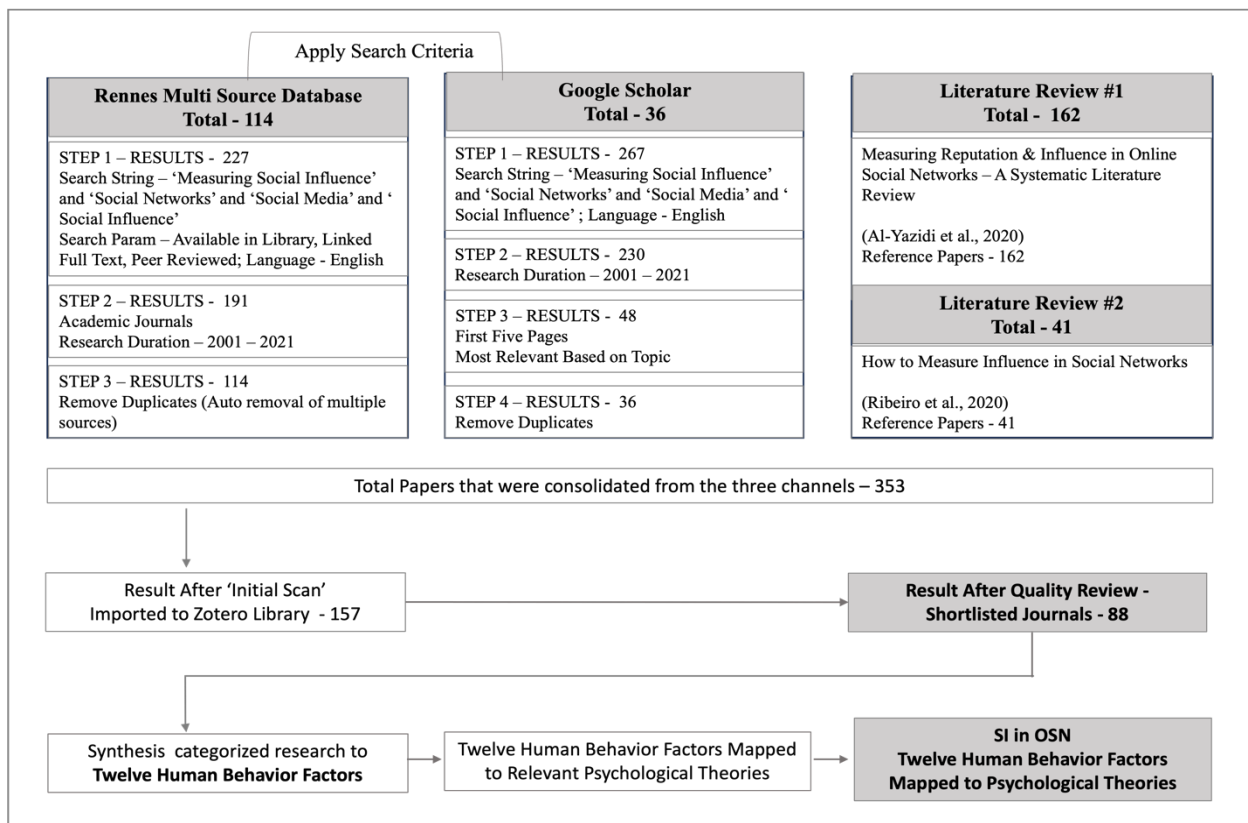 Apply Search Criteria
Rennes Multi Source Database
Total - 114
STEP 1 – RESULTS - 227
Search String – ‘Measuring Social Influence’
and ‘Social Networks’ and ‘Social Media’ and ‘
Social Influence’
Search Param – Available in Library, Linked
Full Text, Peer Reviewed; Language - English
STEP 2 – RESULTS - 191
Academic Journals
Research Duration – 2001 – 2021
STEP 3 – RESULTS - 114
Remove Duplicates (Auto removal of multiple
sources)
Google Scholar
Total - 36
STEP 1 – RESULTS - 267
Search String – ‘Measuring Social Influence’
and ‘Social Networks’ and ‘Social Media’ and ‘
Social Influence’ ; Language - English
STEP 2 – RESULTS - 230
Research Duration – 2001 – 2021
STEP 3 – RESULTS - 48
First Five Pages
Most Relevant Based on Topic
STEP 4 – RESULTS - 36
Remove Duplicates
Literature Review #1
Total - 162
Measuring Reputation & Influence in Online
Social Networks – A Systematic Literature
Review
(Al-Yazidi et al., 2020)
Reference Papers - 162
Literature Review #2
Total - 41
How to Measure Influence in Social Networks
(Ribeiro et al., 2020)
Reference Papers - 41
Total Papers that were consolidated from the three channels – 353
Result After ‘Initial Scan’
Imported to Zotero Library - 157
Result After Quality Review -
Shortlisted Journals - 88
Synthesis categorized research to
Twelve Human Behavior Factors
Twelve Human Behavior Factors Mapped
to Relevant Psychological Theories
SI in OSN
Twelve Human Behavior Factors
Mapped to Psychological Theories